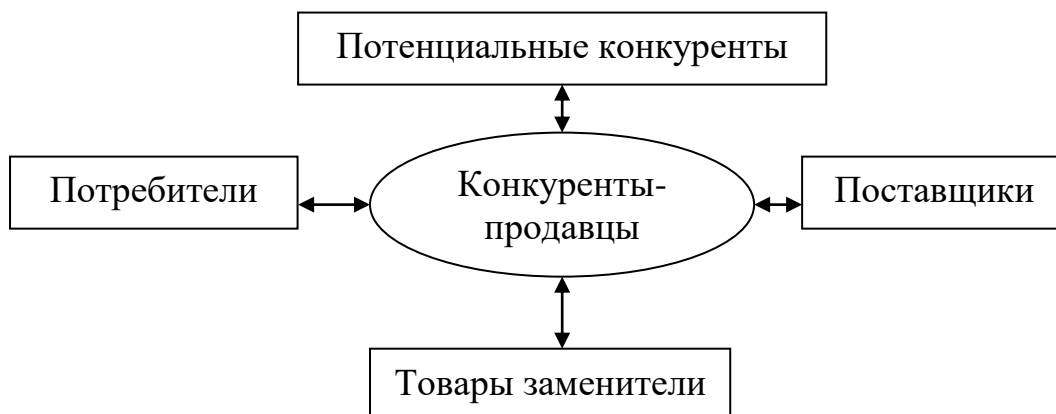 Потенциальные конкуренты
Потребители
Конкуренты-
продавцы
Поставщики
Товары заменители